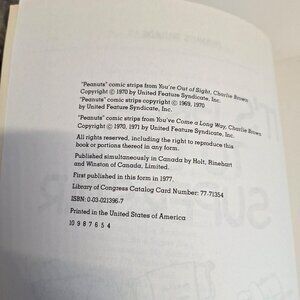 "Peanuts" comic strips from You're Out of Sight, Charlie Brown
Copyright © 1970 by United Feature Syndicate, Inc.
"Peanuts" comic strips copyright © 1969, 1970
by United Feature Syndicate, Inc.
"Peanuts" comic strips from You've Come a Long Way, Charlie Brown
Copyright © 1970, 1971 by United Feature Syndicate, Inc.
All rights reserved, including the right to reproduce this
book or portions thereof in any form.
Published simultaneously in Canada by Holt, Rinehart
and Winston of Canada, Limited.
First published in this form in 1977.
Library of Congress Catalog Card Number: 77-71354
ISBN: 0-03-021396-7
Printed in the United States of America
10 9 8 7 6 5 4